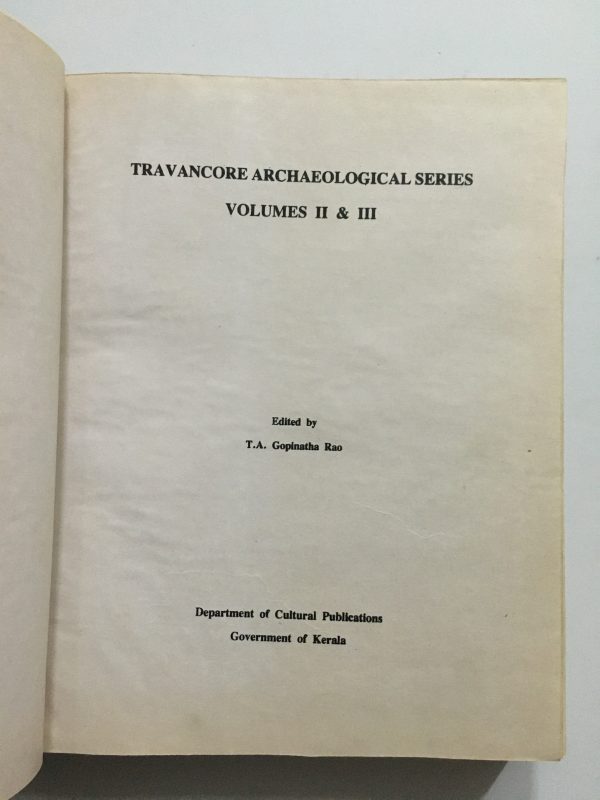 TRAVANCORE ARCHAEOLOGICAL SERIES
VOLUMES II & III
Edited by
T.A. Gopinatha Rao
Department of Cultural Publications
Government of Kerala